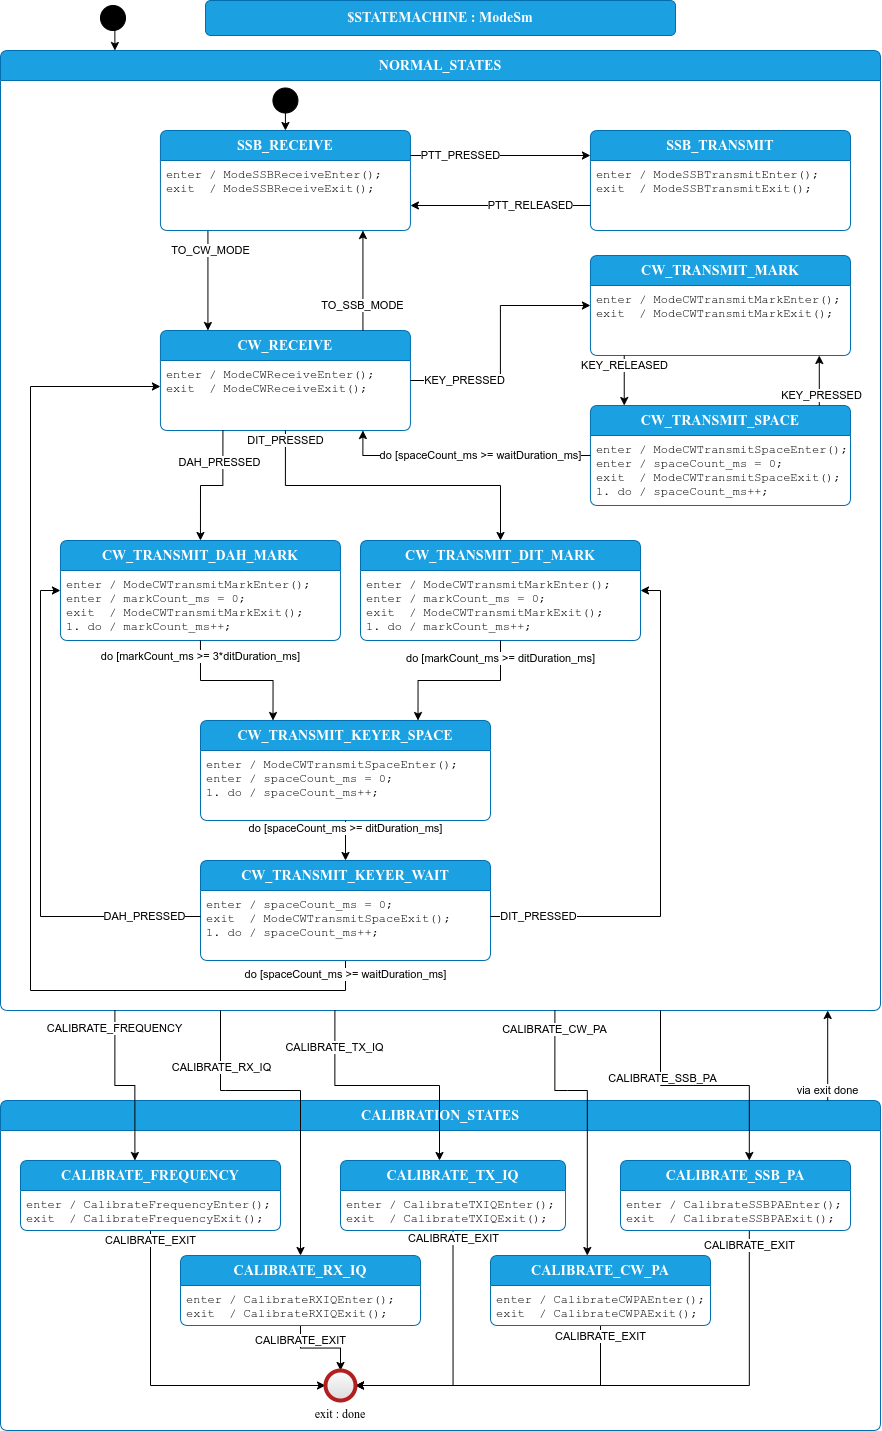 $STATEMACHINE : ModeSm
NORMAL_STATES
SSB_RECEIVE
enter / ModeSSBReceiveEnter();
exit  / ModeSSBReceiveExit();
PTT_PRESSED
PTT_RELEASED
SSB_TRANSMIT
enter / ModeSSBTransmitEnter();
exit  / ModeSSBTransmitExit();
TO_CW_MODE
TO_SSB_MODE
CW_TRANSMIT_MARK
enter / ModeCWTransmitMarkEnter();
exit  / ModeCWTransmitMarkExit();
CW_RECEIVE
enter / ModeCWReceiveEnter();
exit  / ModeCWReceiveExit();
KEY_PRESSED
KEY_RELEASED
KEY_PRESSED
CW_TRANSMIT_SPACE
enter / ModeCWTransmitSpaceEnter();
enter / spaceCount_ms = 0;
exit  / ModeCWTransmitSpaceExit();
1. do / spaceCount_ms++;
DIT_PRESSED
DAH_PRESSED
do [spaceCount_ms >= waitDuration_ms]
CW_TRANSMIT_DAH_MARK
enter / ModeCWTransmitMarkEnter();
enter / markCount_ms = 0;
exit  / ModeCWTransmitMarkExit();
1. do / markCount_ms++;
CW_TRANSMIT_DIT_MARK
enter / ModeCWTransmitMarkEnter();
enter / markCount_ms = 0;
exit  / ModeCWTransmitMarkExit();
1. do / markCount_ms++;
do [markCount_ms >= 3*ditDuration_ms]
do [markCount_ms >= ditDuration_ms]
CW_TRANSMIT_KEYER_SPACE
enter / ModeCWTransmitSpaceEnter();
enter / spaceCount_ms = 0;
1. do / spaceCount_ms++;
do [spaceCount_ms >= ditDuration_ms]
CW_TRANSMIT_KEYER_WAIT
enter / spaceCount_ms = 0;
exit  / ModeCWTransmitSpaceExit();
1. do / spaceCount_ms++;
DAH_PRESSED
DIT_PRESSED
do [spaceCount_ms >= waitDuration_ms]
CALIBRATE_FREQUENCY
CALIBRATE_RX_IQ
CALIBRATE_TX_IQ
CALIBRATE_CW_PA
CALIBRATE_SSB_PA
via exit done
CALIBRATION_STATES
CALIBRATE_FREQUENCY
enter / CalibrateFrequencyEnter();
exit  / CalibrateFrequencyExit();
CALIBRATE_TX_IQ
enter / CalibrateTXIQEnter();
exit  / CalibrateTXIQExit();
CALIBRATE_SSB_PA
enter / CalibrateSSBPAEnter();
exit  / CalibrateSSBPAExit();
CALIBRATE_EXIT
CALIBRATE_EXIT
CALIBRATE_EXIT
CALIBRATE_RX_IQ
enter / CalibrateRXIQEnter();
exit  / CalibrateRXIQExit();
CALIBRATE_CW_PA
enter / CalibrateCWPAEnter();
exit  / CalibrateCWPAExit();
CALIBRATE_EXIT
CALIBRATE_EXIT
exit : done